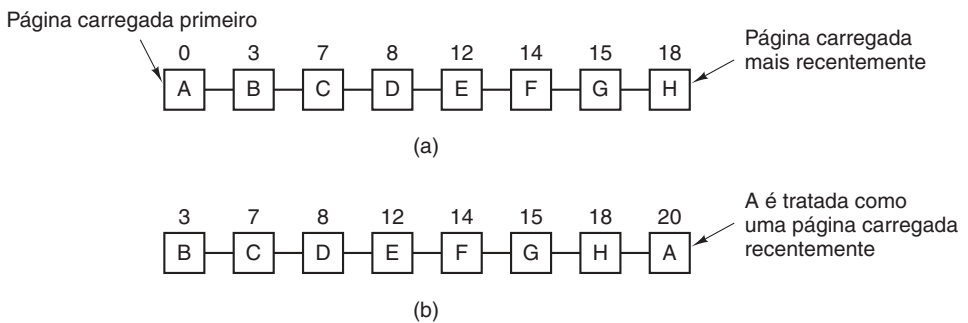 Página carregada primeiro
0 3 7 8 12 14 15 18
A B C D E F G H
Página carregada
mais recentemente
(a)
3 7 8 12 14 15 18 20
B C D E F G H A
A é tratada como
uma página carregada
recentemente
(b)